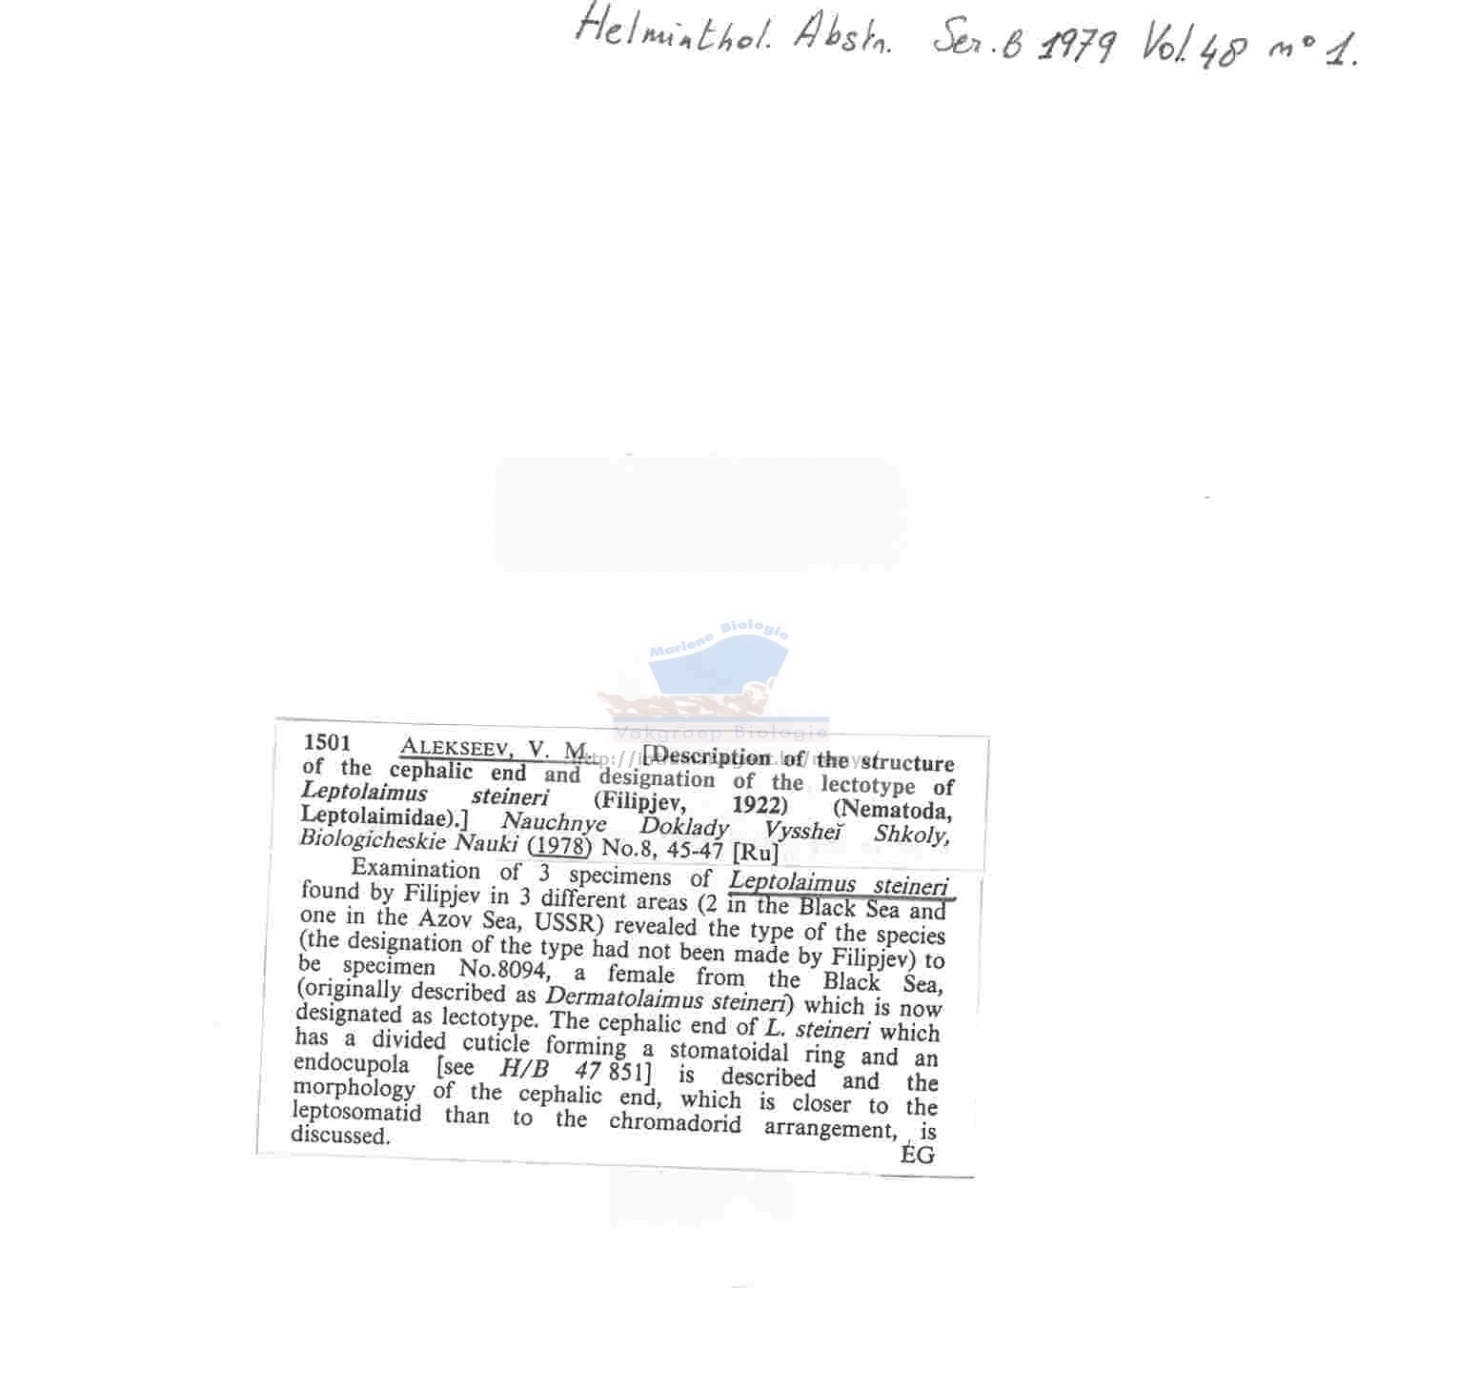 Helminthol. Abstr. Ser. B 1979 Vol. 48 n° 1.
Mariene Biologie
Vakgroep Biologie
1501 ALEKSEEV, V. M. [Description of the structure
of the cephalic end and designation of the lectotype of
Leptolaimus steineri (Filipjev, 1922) (Nematoda,
Leptolaimidae).] Nauchnye Doklady Vyssheĭ Shkoly,
Biologicheskie Nauki (1978) No.8, 45-47 [Ru]
Examination of 3 specimens of Leptolaimus steineri
found by Filipjev in 3 different areas (2 in the Black Sea and
one in the Azov Sea, USSR) revealed the type of the species
(the designation of the type had not been made by Filipjev) to
be specimen No.8094, a female from the Black Sea,
(originally described as Dermatolaimus steineri) which is now
designated as lectotype. The cephalic end of L. steineri which
has a divided cuticle forming a stomatoidal ring and an
endocupola [see H/B 47 851] is described and the
morphology of the cephalic end, which is closer to the
leptosomatid than to the chromadorid arrangement, is
discussed.
EG